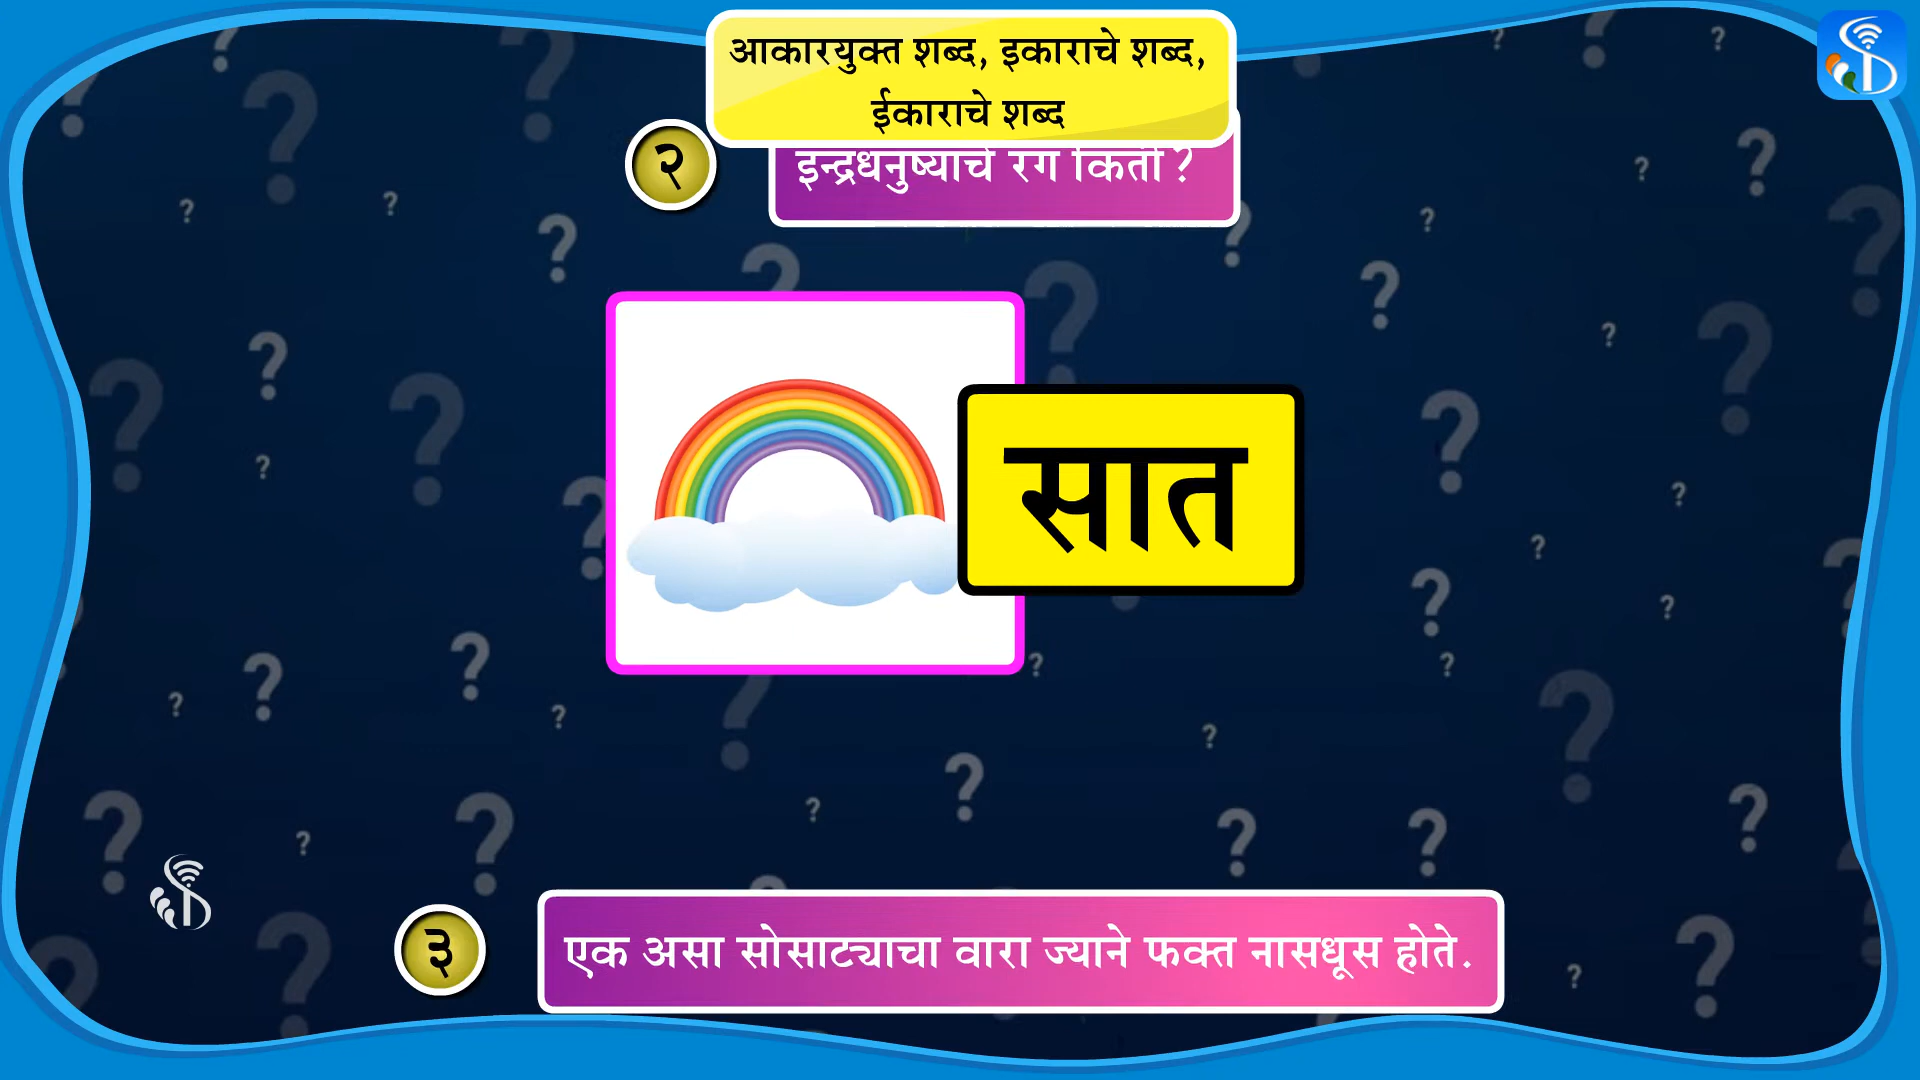 आकारयुक्त शब्द, इकाराचे शब्द,
ईकाराचे शब्द
२
इन्द्रधनुष्याचे रंग किती?
सात
३
एक असा सोसाट्याचा वारा ज्याने फक्त नासधूस होते.